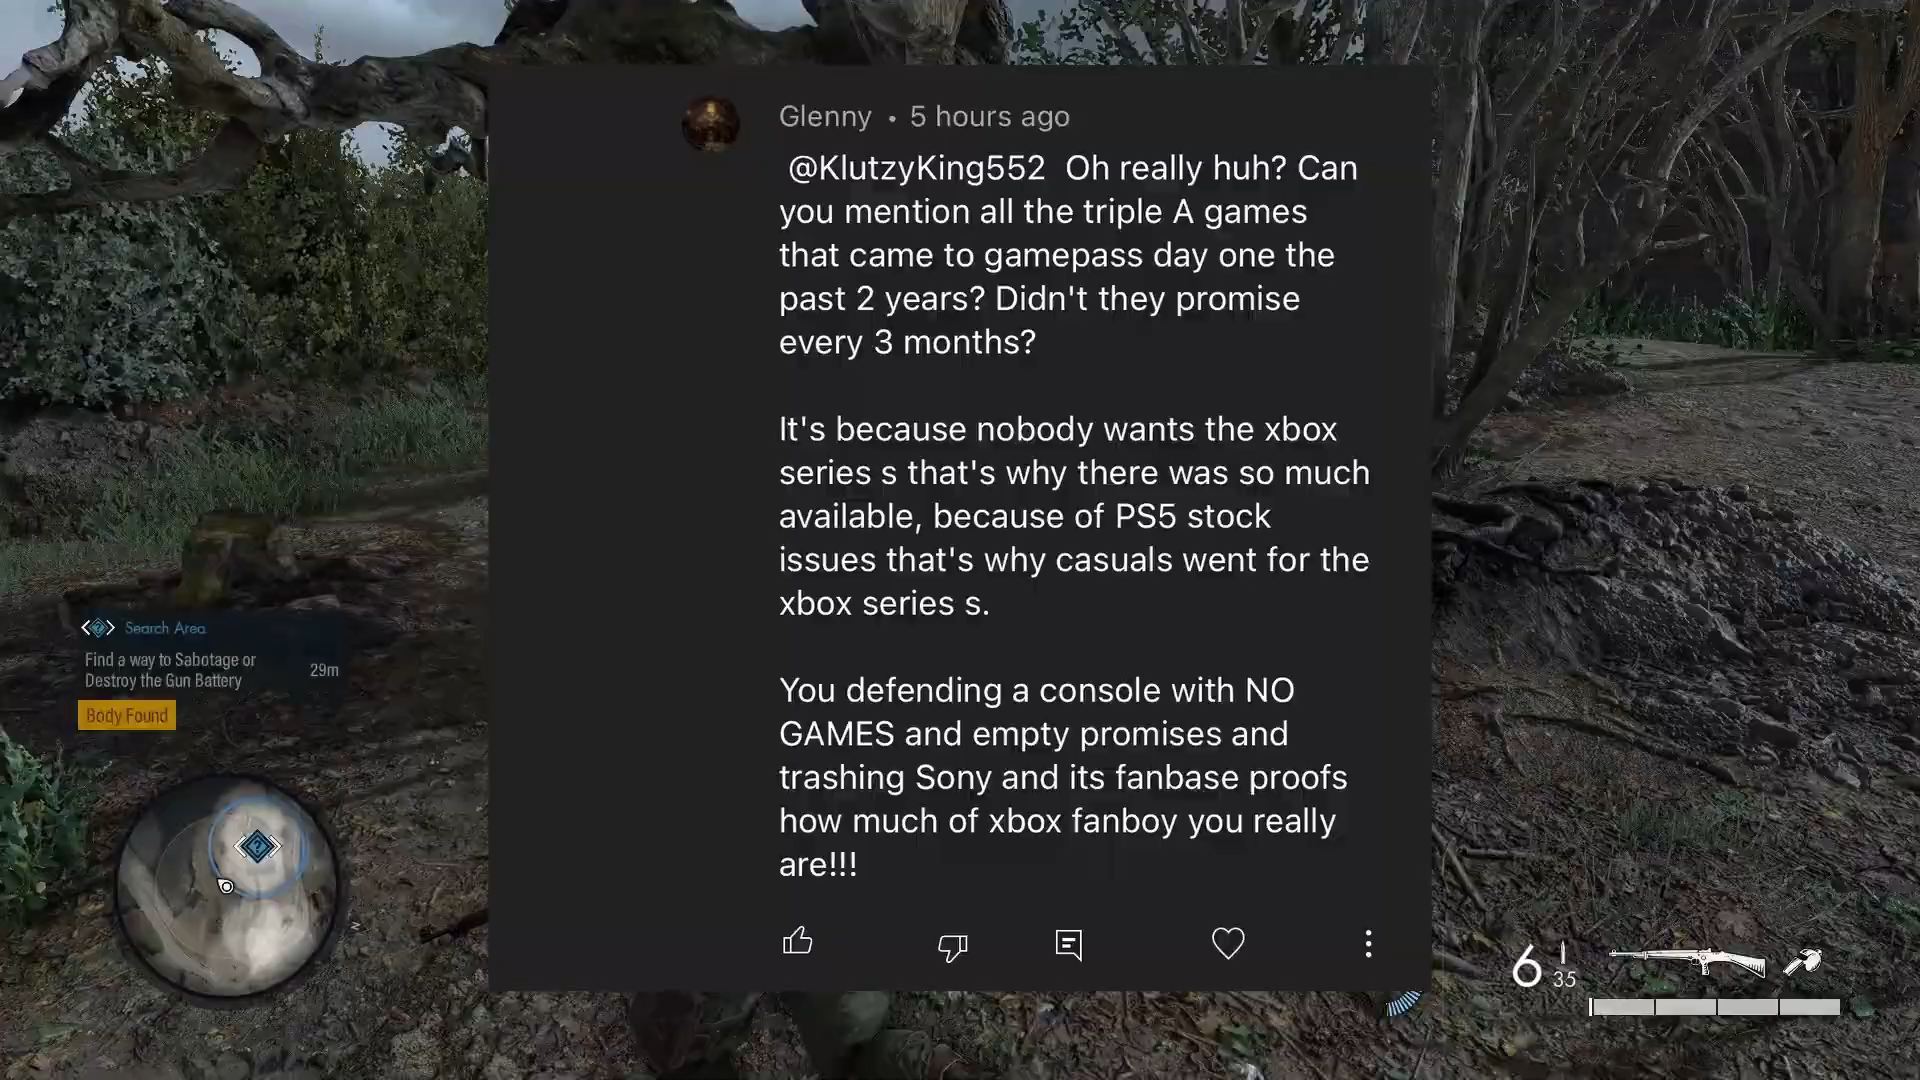 Glenny • 5 hours ago
@KlutzyKing552 Oh really huh? Can
you mention all the triple A games
that came to gamepass day one the
past 2 years? Didn't they promise
every 3 months?
It's because nobody wants the xbox
series s that's why there was so much
available, because of PS5 stock
issues that's why casuals went for the
xbox series s.
You defending a console with NO
GAMES and empty promises and
trashing Sony and its fanbase proofs
how much of xbox fanboy you really
are!!!
Search Area
Find a way to Sabotage or
Destroy the Gun Battery
29m
Body Found
?
N
6
35